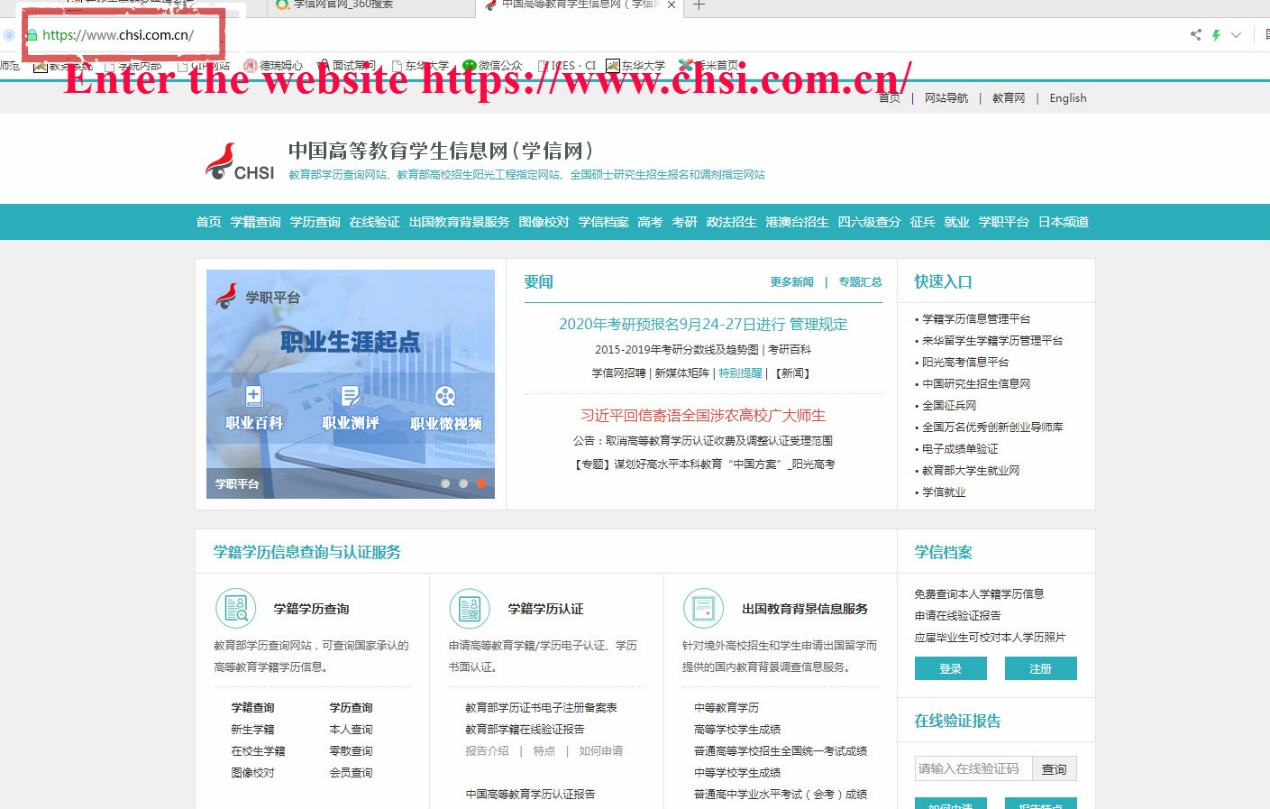 学信网官网_360搜索
中国高等教育学生信息网（学信网
https://www.chsi.com.cn/
师范 教务系统 学院内部 CIP网站 德瑞姆心 面试常问 东华大学 微信公众 ICES - CI 东华大学 秀米首页
Enter the website https://www.chsi.com.cn/
首页 | 网站导航 | 教育网 | English
CHSI
中国高等教育学生信息网(学信网)
教育部学历查询网站、教育部高校招生阳光工程指定网站、全国硕士研究生招生报名和调剂指定网站
首页 学籍查询 学历查询 在线验证 出国教育背景服务 图像校对 学信档案 高考 考研 政法招生 港澳台招生 四六级查分 征兵 就业 学职平台 日本频道
学职平台
职业生涯起点
职业百科 职业测评 职业微视频
学职平台
要闻
更多新闻 | 专题汇总
2020年考研预报名9月24-27日进行 管理规定
2015-2019年考研分数线及趋势图 | 考研百科
学信网招聘 | 新媒体矩阵 | 特别提醒 | 【新闻】
习近平回信寄语全国涉农高校广大师生
公告：取消高等教育学历认证收费及调整认证受理范围
【专题】谋划好高水平本科教育“中国方案”_阳光高考
快速入口
• 学籍学历信息管理平台
• 来华留学生学籍学历管理平台
• 阳光高考信息平台
• 中国研究生招生信息网
• 全国征兵网
• 全国万名优秀创新创业导师库
• 电子成绩单验证
• 教育部大学生就业网
• 学信就业
学籍学历信息查询与认证服务
学籍学历查询
教育部学历查询网站，可查询国家承认的
高等教育学籍学历信息。
学籍查询 学历查询
新生学籍 本人查询
在校生学籍 零散查询
图像校对 会员查询
学籍学历认证
申请高等教育学籍/学历电子认证、学历
书面认证。
教育部学历证书电子注册备案表
教育部学籍在线验证报告
报告介绍 | 特点 | 如何申请
中国高等教育学历认证报告
出国教育背景信息服务
针对境外高校招生和学生申请出国留学而
提供的国内教育背景调查信息服务。
中等教育学历
高等学校学生成绩
普通高等学校招生全国统一考试成绩
中等学校学生成绩
普通高中学业水平考试（会考）成绩
学信档案
免费查询本人学籍学历信息
申请在线验证报告
应届毕业生可校对本人学历照片
登录 注册
在线验证报告
请输入在线验证码 查询
如何申请 报告特点